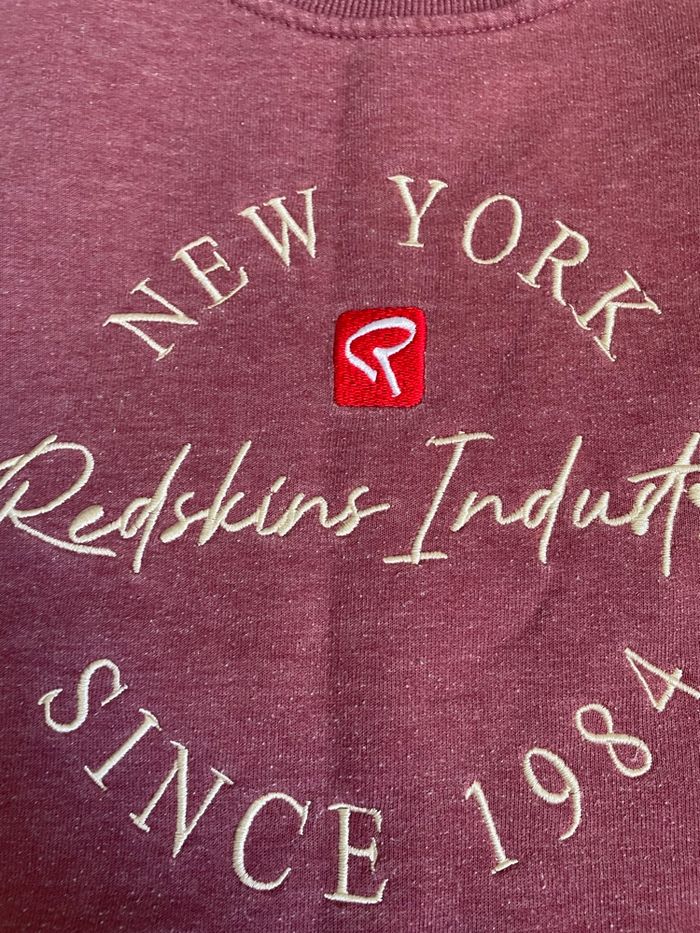 NEW YORK
R
Redskins Indust
SINCE 1984